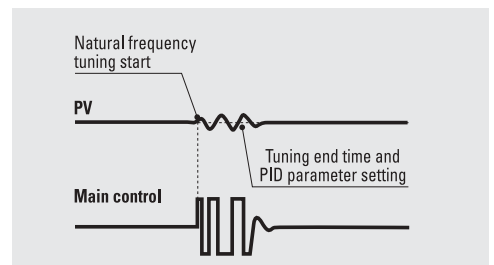 Natural frequency
tuning start
PV
Tuning end time and
PID parameter setting
Main control